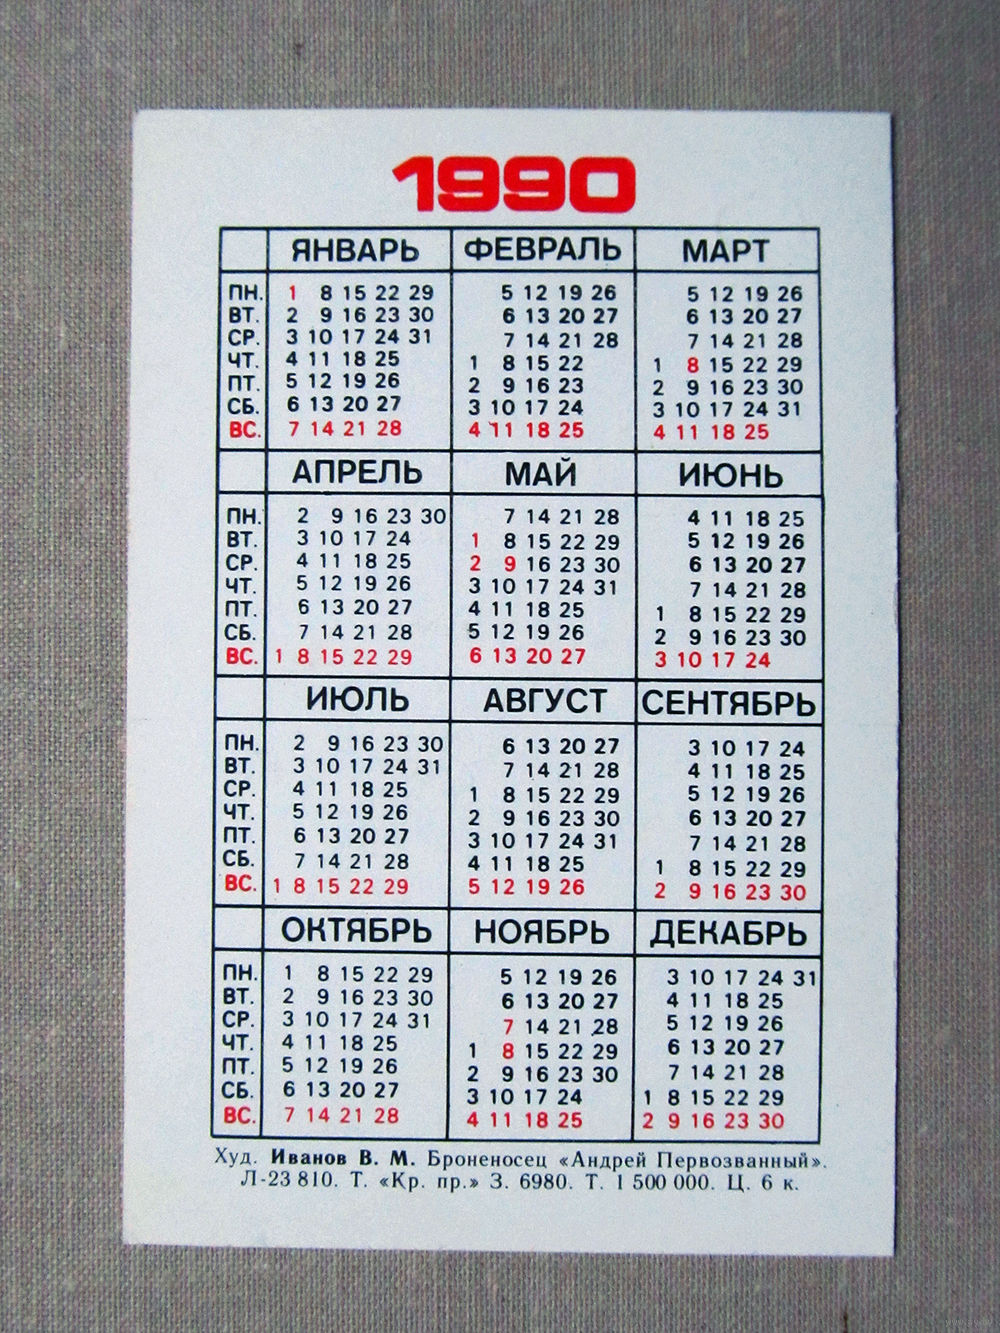 1990
ЯНВАРЬ ФЕВРАЛЬ МАРТ
ПН. 1 8 15 22 29 5 12 19 26 5 12 19 26
ВТ. 2 9 16 23 30 6 13 20 27 6 13 20 27
СР. 3 10 17 24 31 7 14 21 28 7 14 21 28
ЧТ. 4 11 18 25 1 8 15 22 1 8 15 22 29
ПТ. 5 12 19 26 2 9 16 23 2 9 16 23 30
СБ. 6 13 20 27 3 10 17 24 3 10 17 24 31
ВС. 7 14 21 28 4 11 18 25 4 11 18 25
АПРЕЛЬ МАЙ ИЮНЬ
ПН. 2 9 16 23 30 7 14 21 28 4 11 18 25
ВТ. 3 10 17 24 1 8 15 22 29 5 12 19 26
СР. 4 11 18 25 2 9 16 23 30 6 13 20 27
ЧТ. 5 12 19 26 3 10 17 24 31 7 14 21 28
ПТ. 6 13 20 27 4 11 18 25 1 8 15 22 29
СБ. 7 14 21 28 5 12 19 26 2 9 16 23 30
ВС. 1 8 15 22 29 6 13 20 27 3 10 17 24
ИЮЛЬ АВГУСТ СЕНТЯБРЬ
ПН. 2 9 16 23 30 6 13 20 27 3 10 17 24
ВТ. 3 10 17 24 31 7 14 21 28 4 11 18 25
СР. 4 11 18 25 1 8 15 22 29 5 12 19 26
ЧТ. 5 12 19 26 2 9 16 23 30 6 13 20 27
ПТ. 6 13 20 27 3 10 17 24 31 7 14 21 28
СБ. 7 14 21 28 4 11 18 25 1 8 15 22 29
ВС. 1 8 15 22 29 5 12 19 26 2 9 16 23 30
ОКТЯБРЬ НОЯБРЬ ДЕКАБРЬ
ПН. 1 8 15 22 29 5 12 19 26 3 10 17 24 31
ВТ. 2 9 16 23 30 6 13 20 27 4 11 18 25
СР. 3 10 17 24 31 7 14 21 28 5 12 19 26
ЧТ. 4 11 18 25 1 8 15 22 29 6 13 20 27
ПТ. 5 12 19 26 2 9 16 23 30 7 14 21 28
СБ. 6 13 20 27 3 10 17 24 1 8 15 22 29
ВС. 7 14 21 28 4 11 18 25 2 9 16 23 30
Худ. Иванов В. М. Броненосец «Андрей Первозванный».
Л-23 810. Т. «Кр. пр.» З. 6980. Т. 1 500 000. Ц. 6 к.